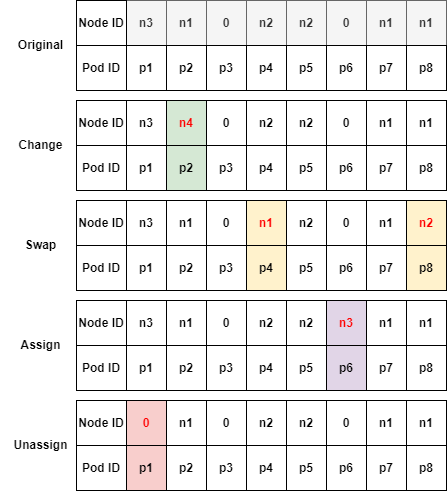 Original
Node ID n3 n1 0 n2 n2 0 n1 n1
Pod ID p1 p2 p3 p4 p5 p6 p7 p8
Change
Node ID n3 n4 0 n2 n2 0 n1 n1
Pod ID p1 p2 p3 p4 p5 p6 p7 p8
Swap
Node ID n3 n1 0 n1 n2 0 n1 n2
Pod ID p1 p2 p3 p4 p5 p6 p7 p8
Assign
Node ID n3 n1 0 n2 n2 n3 n1 n1
Pod ID p1 p2 p3 p4 p5 p6 p7 p8
Unassign
Node ID 0 n1 0 n2 n2 0 n1 n1
Pod ID p1 p2 p3 p4 p5 p6 p7 p8